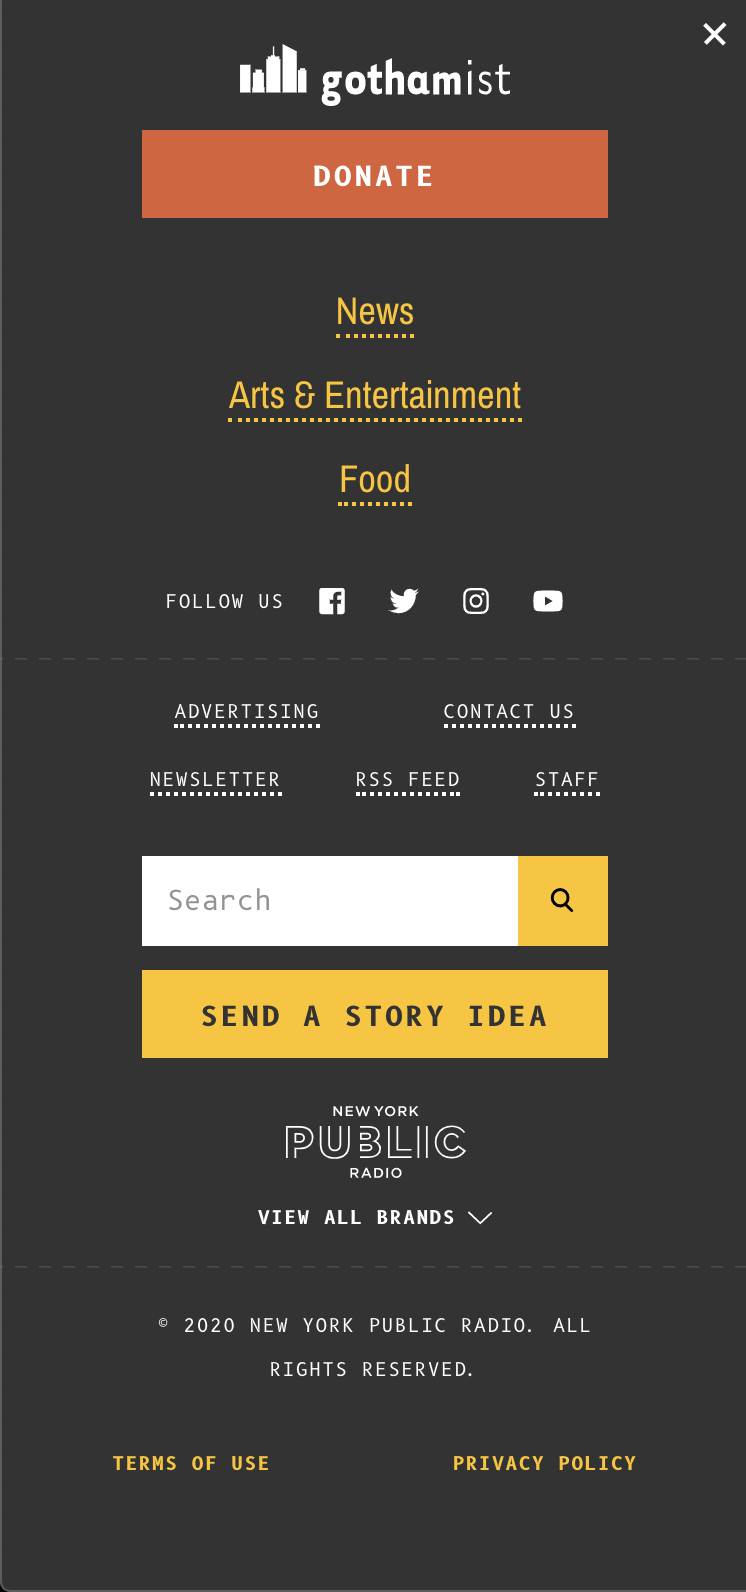 gothamist
DONATE
News
Arts & Entertainment
Food
FOLLOW US
ADVERTISING CONTACT US
NEWSLETTER RSS FEED STAFF
Search
SEND A STORY IDEA
NEW YORK
PUBLIC
RADIO
VIEW ALL BRANDS
© 2020 NEW YORK PUBLIC RADIO. ALL
RIGHTS RESERVED.
TERMS OF USE PRIVACY POLICY